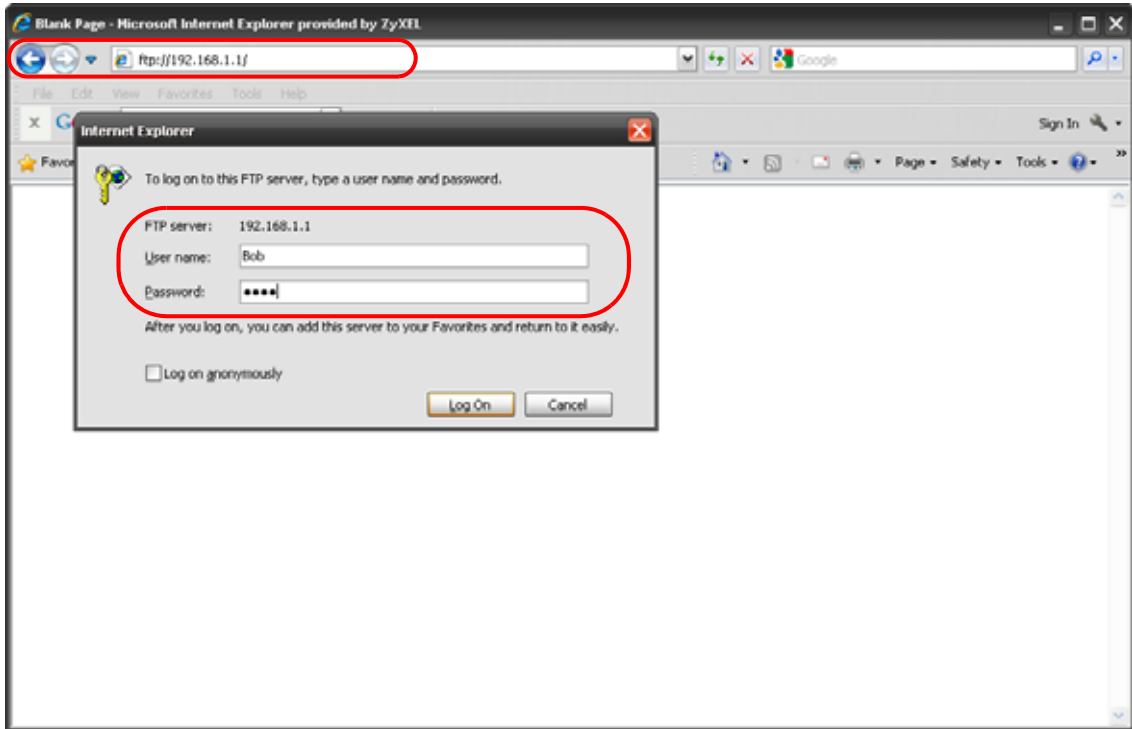 Blank Page - Microsoft Internet Explorer provided by ZyXEL
ftp://192.168.1.1/
Google
File Edit View Favorites Tools Help
x G
Sign In
Internet Explorer
Favor
Page Safety Tools
To log on to this FTP server, type a user name and password.
FTP server: 192.168.1.1
User name: Bob
Password: ••••
After you log on, you can add this server to your Favorites and return to it easily.
Log on anonymously
Log On Cancel